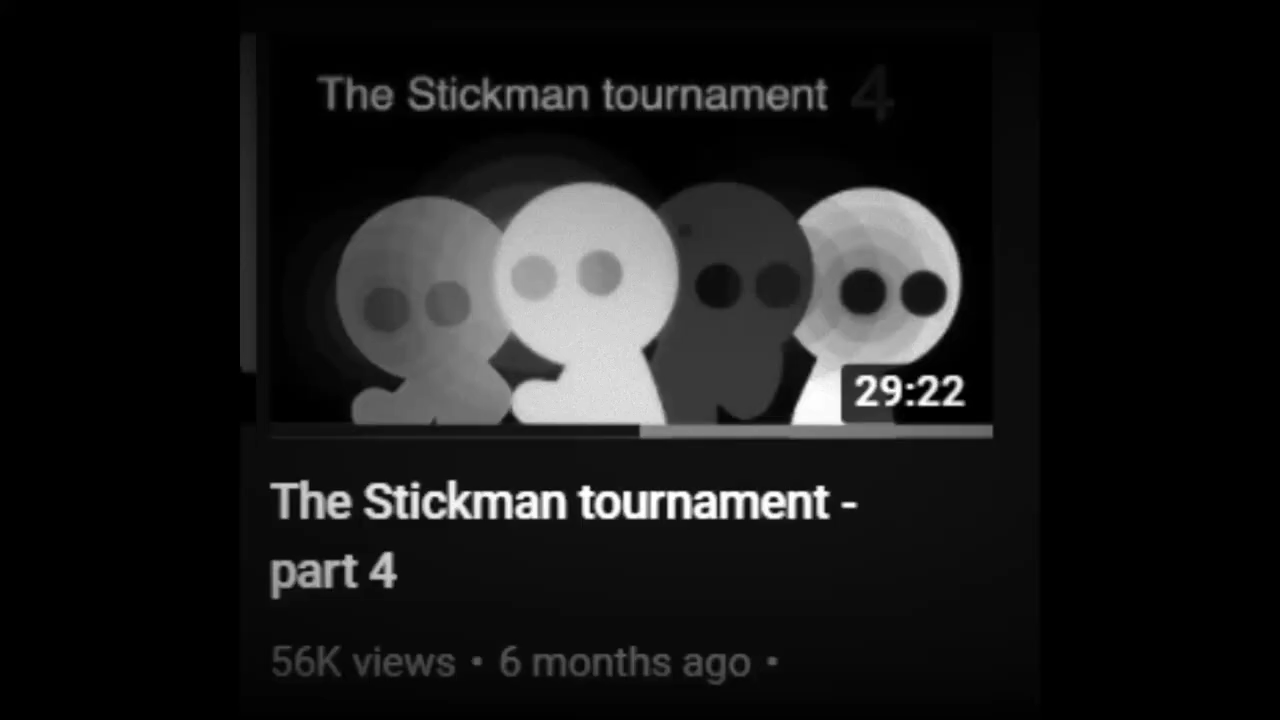 The Stickman tournament 4
29:22
The Stickman tournament -
part 4
56K views • 6 months ago •